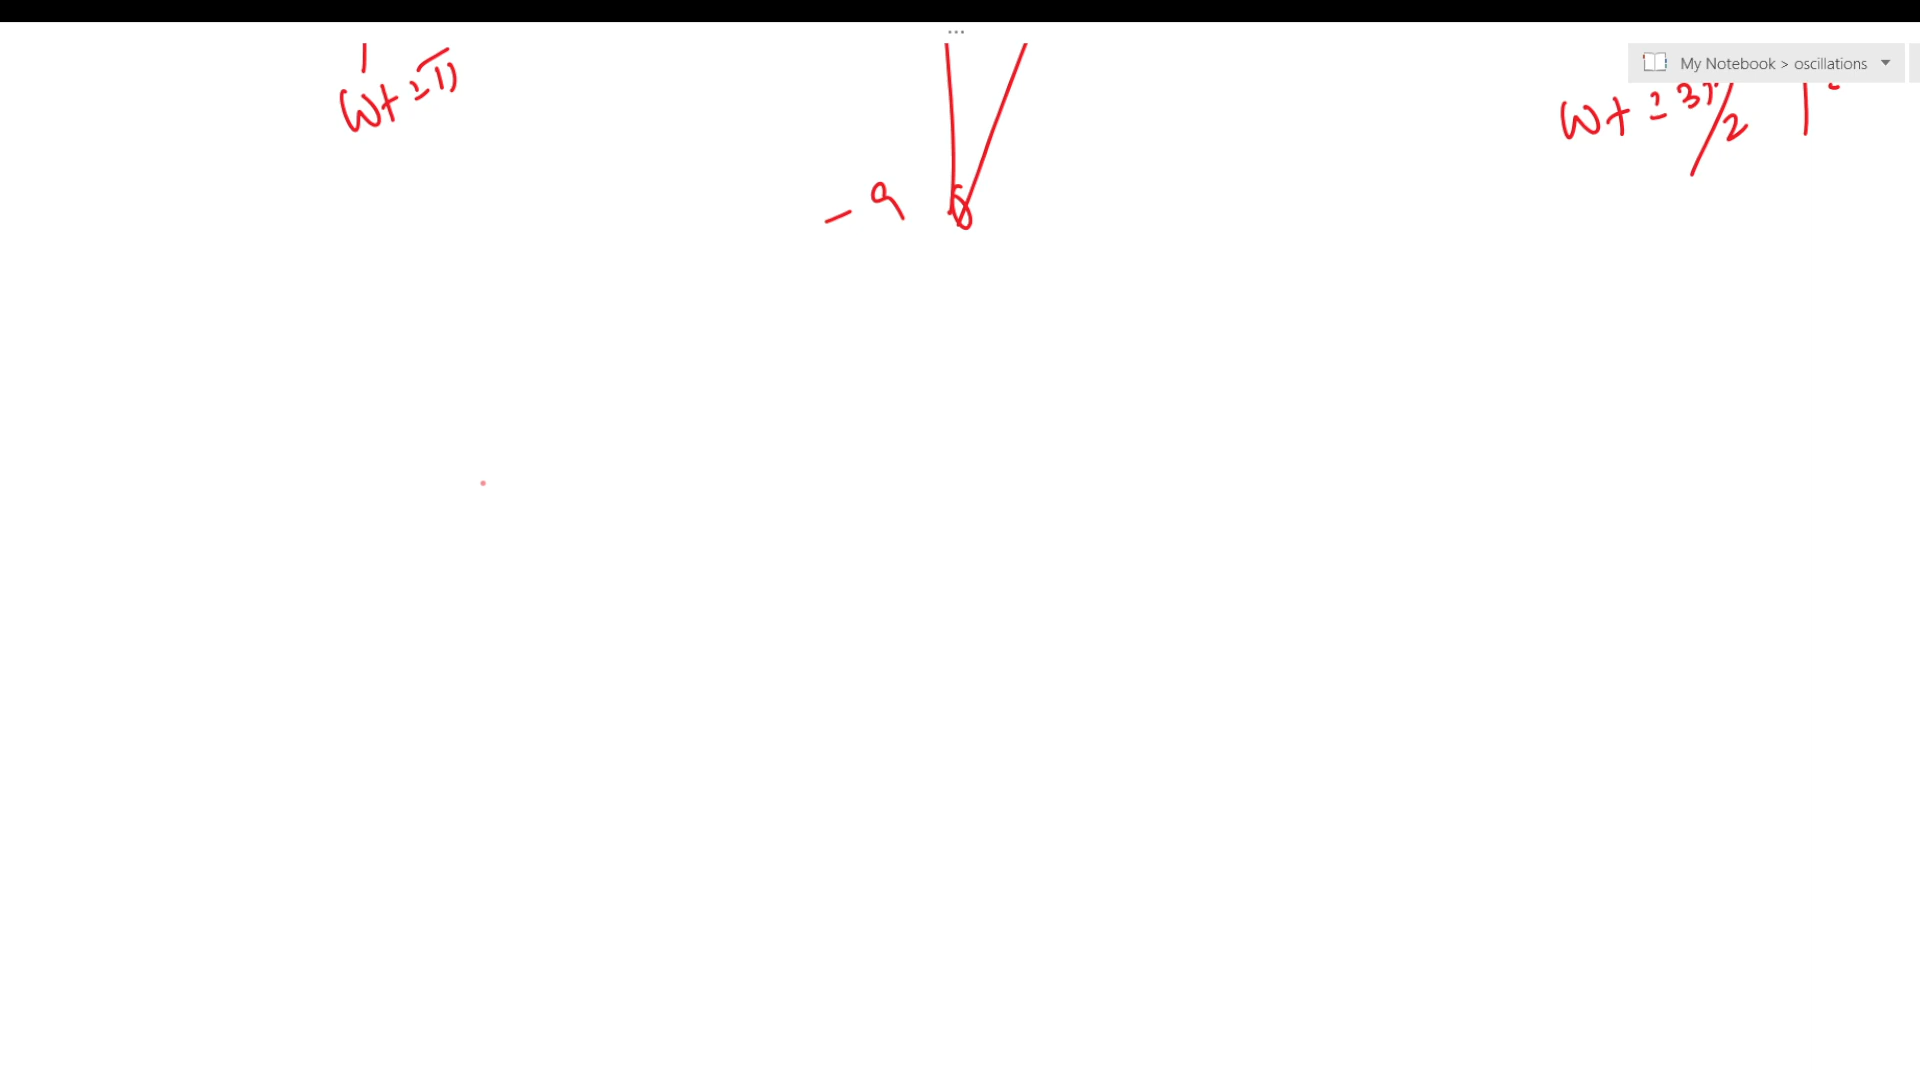 ...
My Notebook > oscillations
ωt = π
ωt = 3π/2
- a